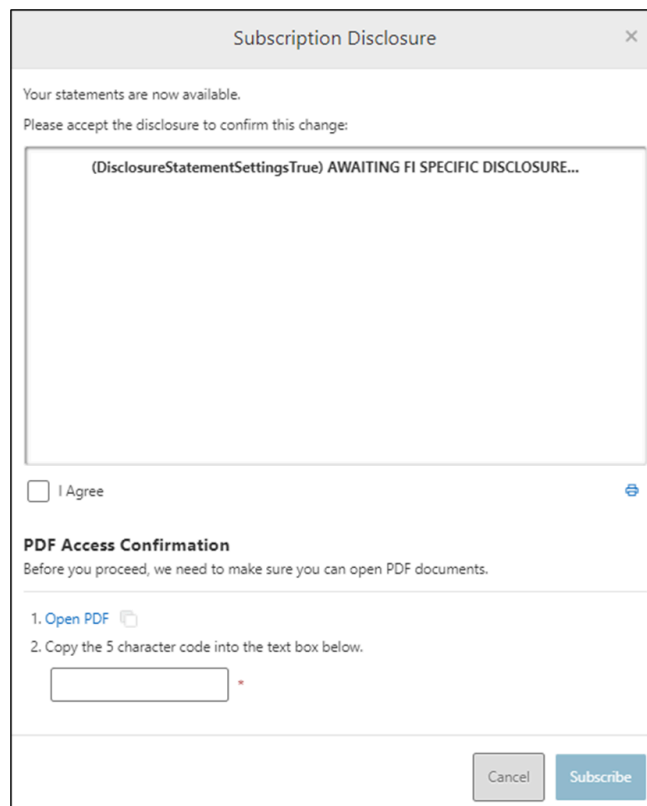 Subscription Disclosure
Your statements are now available.
Please accept the disclosure to confirm this change:
(DisclosureStatementSettingsTrue) AWAITING FI SPECIFIC DISCLOSURE...
I Agree
PDF Access Confirmation
Before you proceed, we need to make sure you can open PDF documents.
1. Open PDF
2. Copy the 5 character code into the text box below.
*
Cancel Subscribe